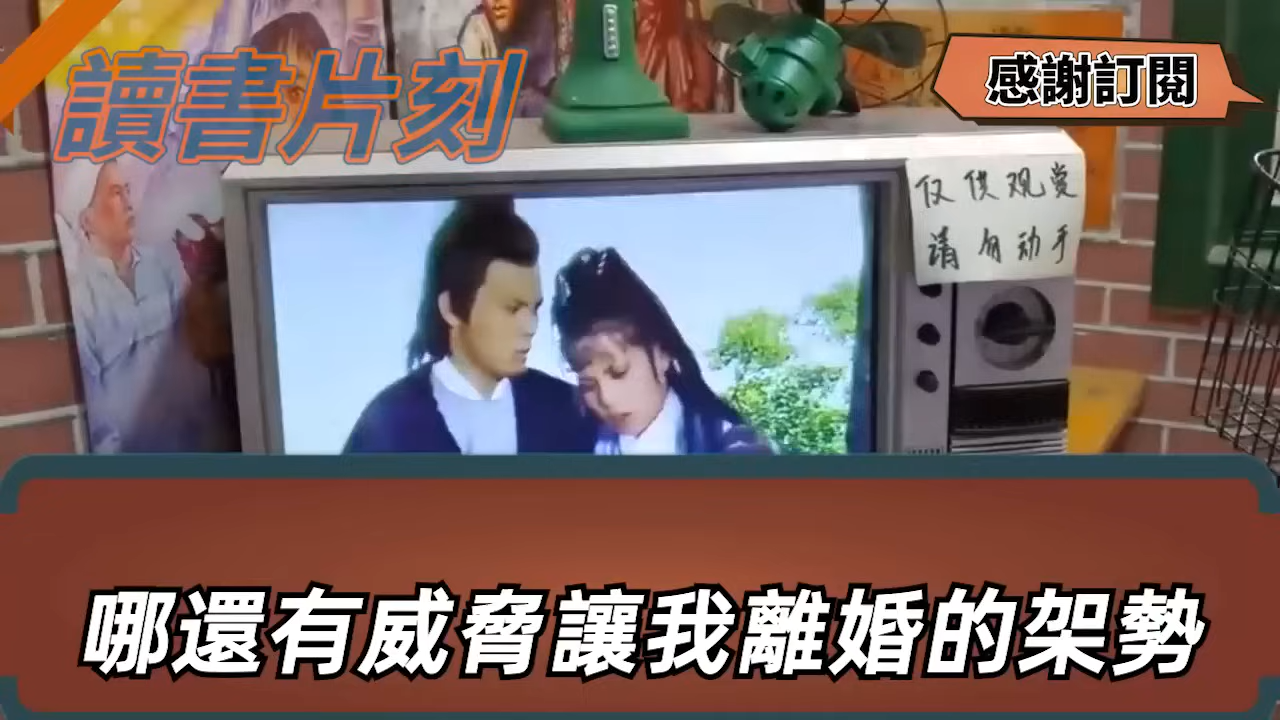 讀書片刻
感謝訂閱
仅供观赏
请勿动手
哪還有威脅讓我離婚的架勢